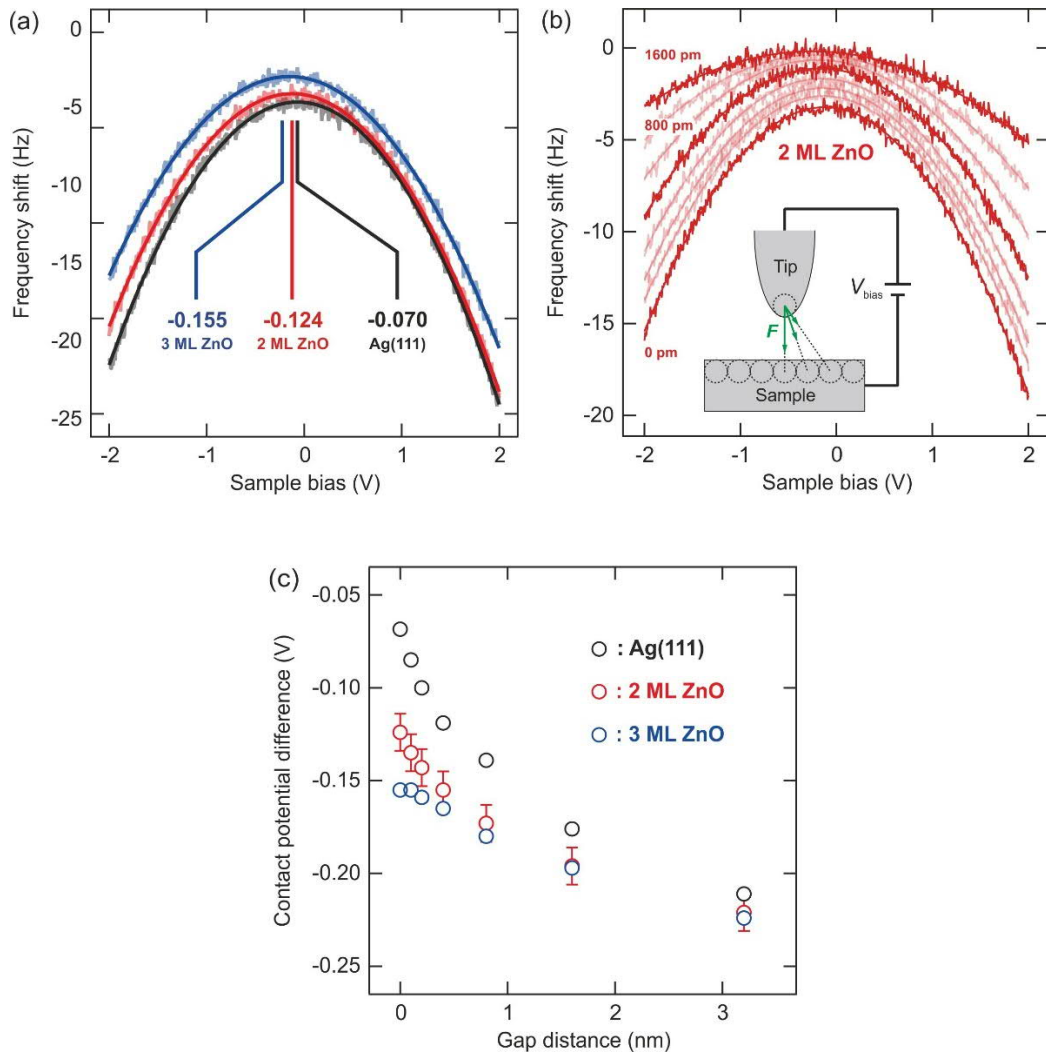 (a)
0
-5
-10
-15
-20
-25
Frequency shift (Hz)
-0.155
3 ML ZnO
-0.124
2 ML ZnO
-0.070
Ag(111)
-2
-1
0
1
2
Sample bias (V)
(b)
0
-5
-10
-15
-20
Frequency shift (Hz)
1600 pm
800 pm
0 pm
2 ML ZnO
Tip
F
Vbias
Sample
-2
-1
0
1
2
Sample bias (V)
(c)
-0.05
-0.10
-0.15
-0.20
-0.25
Contact potential difference (V)
: Ag(111)
: 2 ML ZnO
: 3 ML ZnO
0
1
2
3
Gap distance (nm)